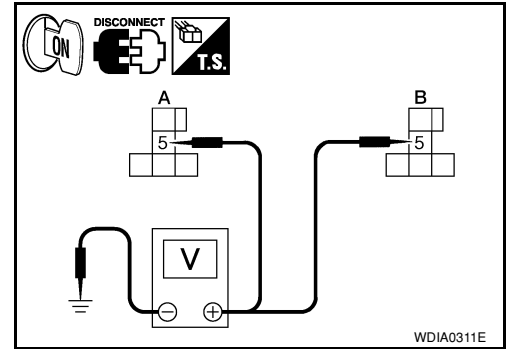 DISCONNECT
ON
T.S.
A
B
5
5
V
− +
WDIA0311E